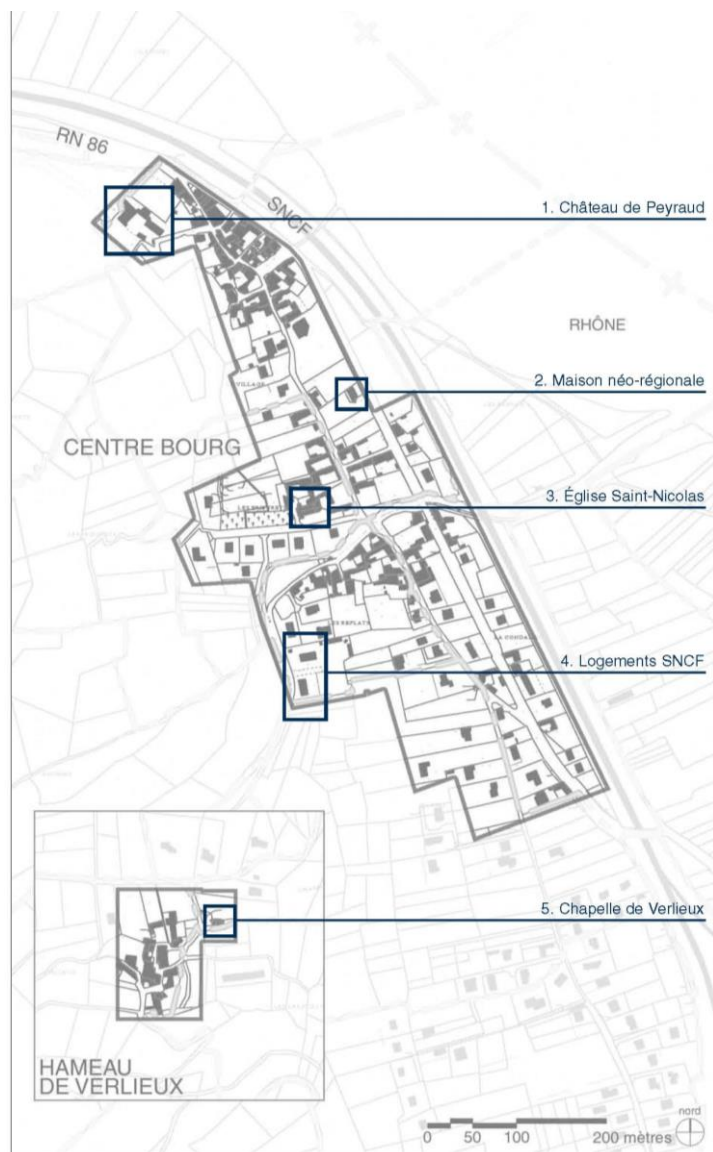 RN 86
SNCF
1. Château de Peyraud
RHÔNE
2. Maison néo-régionale
VILLAGE
CENTRE BOURG
3. Église Saint-Nicolas
4. Logements SNCF
5. Chapelle de Verlieux
HAMEAU
DE VERLIEUX
nord
0 50 100 200 mètres